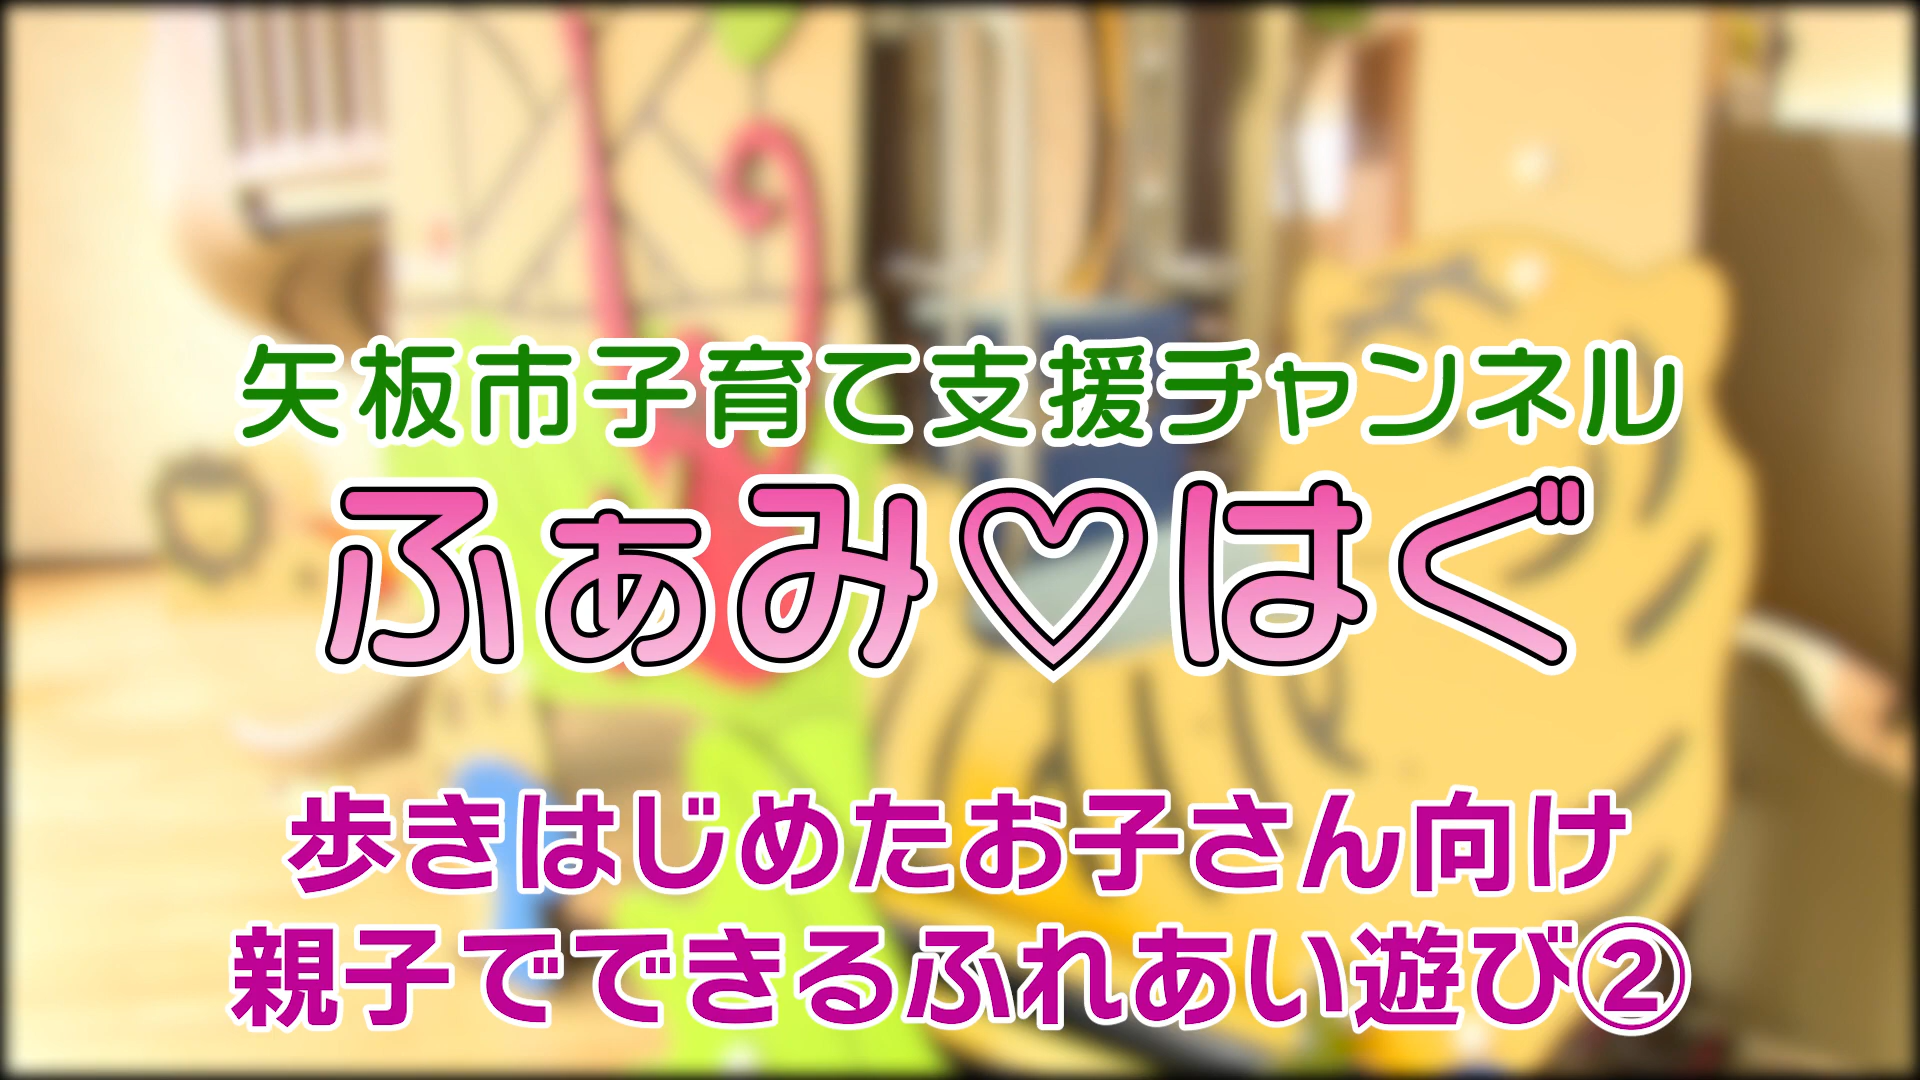 矢板市子育て支援チャンネル
ふぁみ♡はぐ
歩きはじめたお子さん向け
親子でできるふれあい遊び②